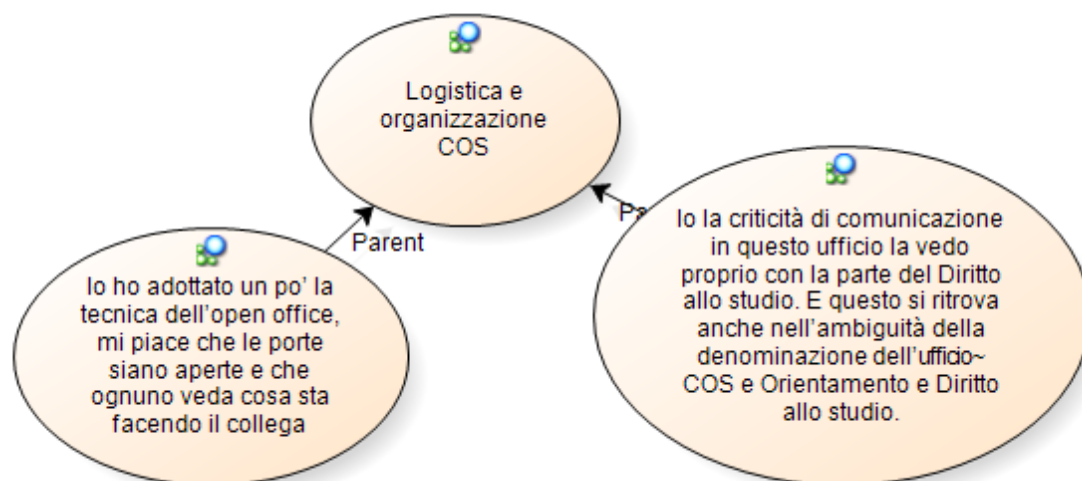 Logistica e
organizzazione
COS
Parent
Pa
Io ho adottato un po' la
tecnica dell'open office,
mi piace che le porte
siano aperte e che
ognuno veda cosa sta
facendo il collega
Io la criticità di comunicazione
in questo ufficio la vedo
proprio con la parte del Diritto
allo studio. E questo si ritrova
anche nell'ambiguità della
denominazione dell'ufficio~
COS e Orientamento e Diritto
allo studio.